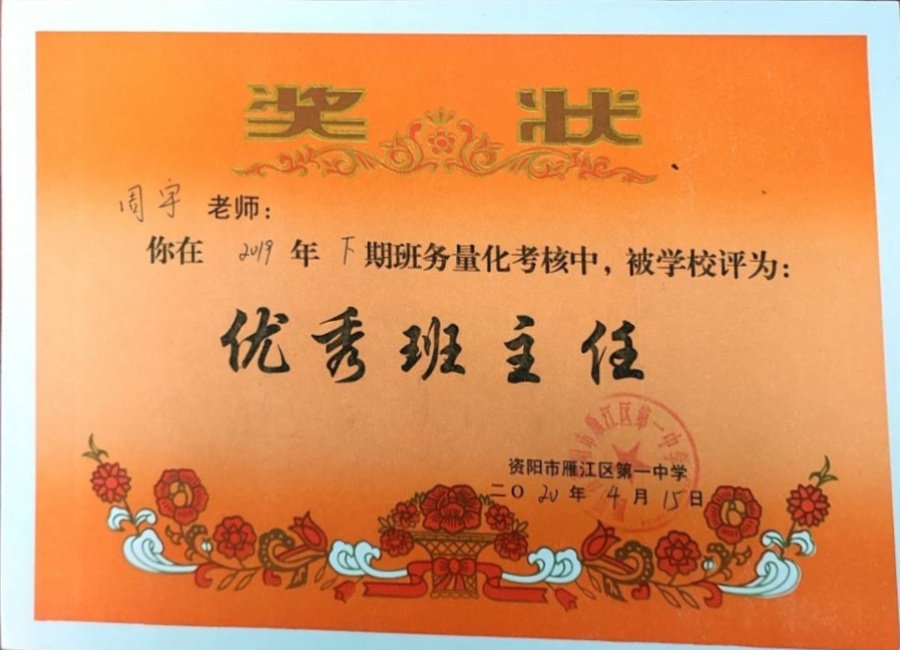 奖状
周宇 老师:
你在 2019 年 下 期班务量化考核中，被学校评为:
优秀班主任
资阳市雁江区第一中学
二〇20年4月15日